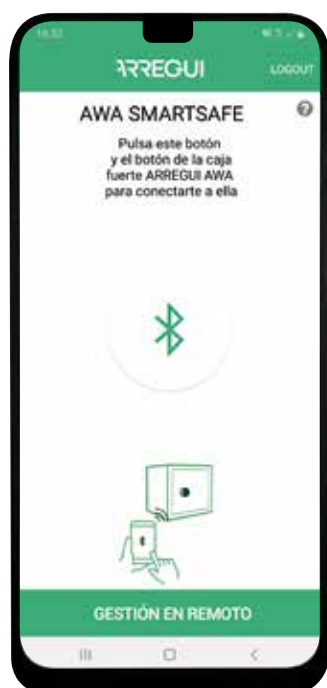 ARREGUI
LOGOUT
AWA SMARTSAFE
?
Pulsa este botón
y el botón de la caja
fuerte ARREGUI AWA
para conectarte a ella
GESTIÓN EN REMOTO